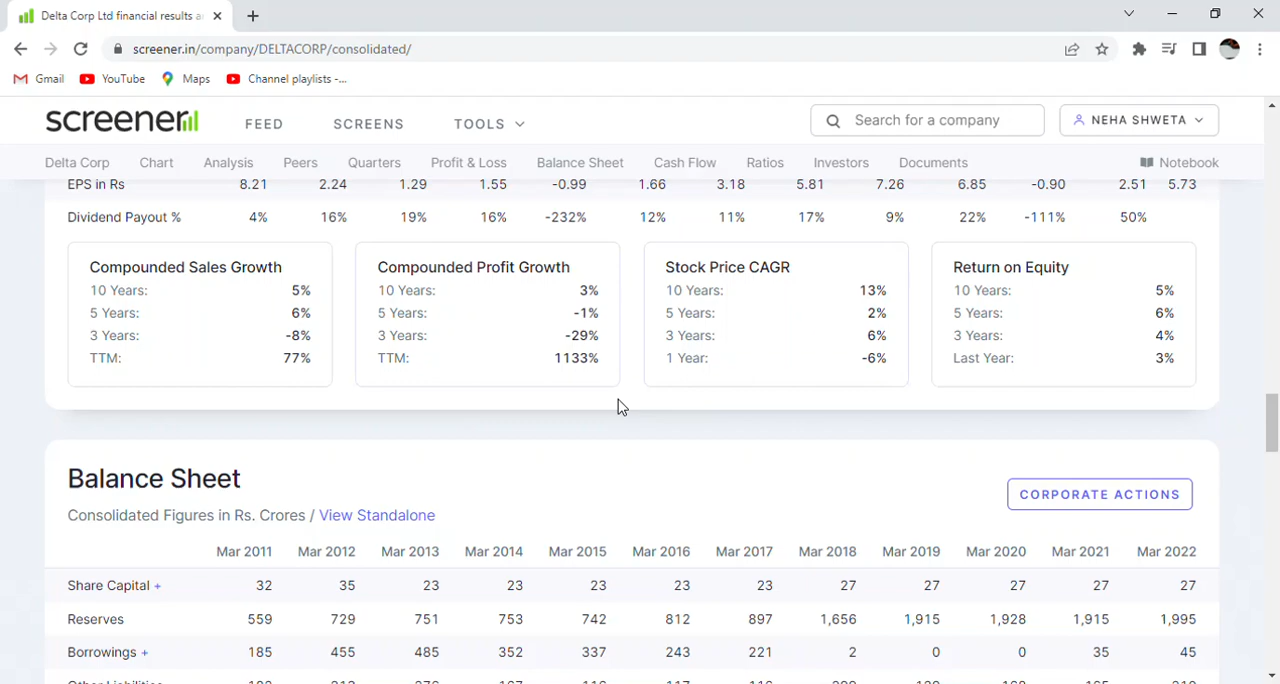 Delta Corp Ltd financial results a
screener.in/company/DELTACORP/consolidated/
Gmail YouTube Maps Channel playlists -...
screener FEED SCREENS TOOLS Search for a company NEHA SHWETA
Delta Corp Chart Analysis Peers Quarters Profit & Loss Balance Sheet Cash Flow Ratios Investors Documents Notebook
EPS in Rs 8.21 2.24 1.29 1.55 -0.99 1.66 3.18 5.81 7.26 6.85 -0.90 2.51 5.73
Dividend Payout % 4% 16% 19% 16% -232% 12% 11% 17% 9% 22% -111% 50%
Compounded Sales Growth
10 Years: 5%
5 Years: 6%
3 Years: -8%
TTM: 77%
Compounded Profit Growth
10 Years: 3%
5 Years: -1%
3 Years: -29%
TTM: 1133%
Stock Price CAGR
10 Years: 13%
5 Years: 2%
3 Years: 6%
1 Year: -6%
Return on Equity
10 Years: 5%
5 Years: 6%
3 Years: 4%
Last Year: 3%
Balance Sheet
CORPORATE ACTIONS
Consolidated Figures in Rs. Crores / View Standalone
Mar 2011 Mar 2012 Mar 2013 Mar 2014 Mar 2015 Mar 2016 Mar 2017 Mar 2018 Mar 2019 Mar 2020 Mar 2021 Mar 2022
Share Capital + 32 35 23 23 23 23 23 27 27 27 27 27
Reserves 559 729 751 753 742 812 897 1,656 1,915 1,928 1,915 1,995
Borrowings + 185 455 485 352 337 243 221 2 0 0 35 45